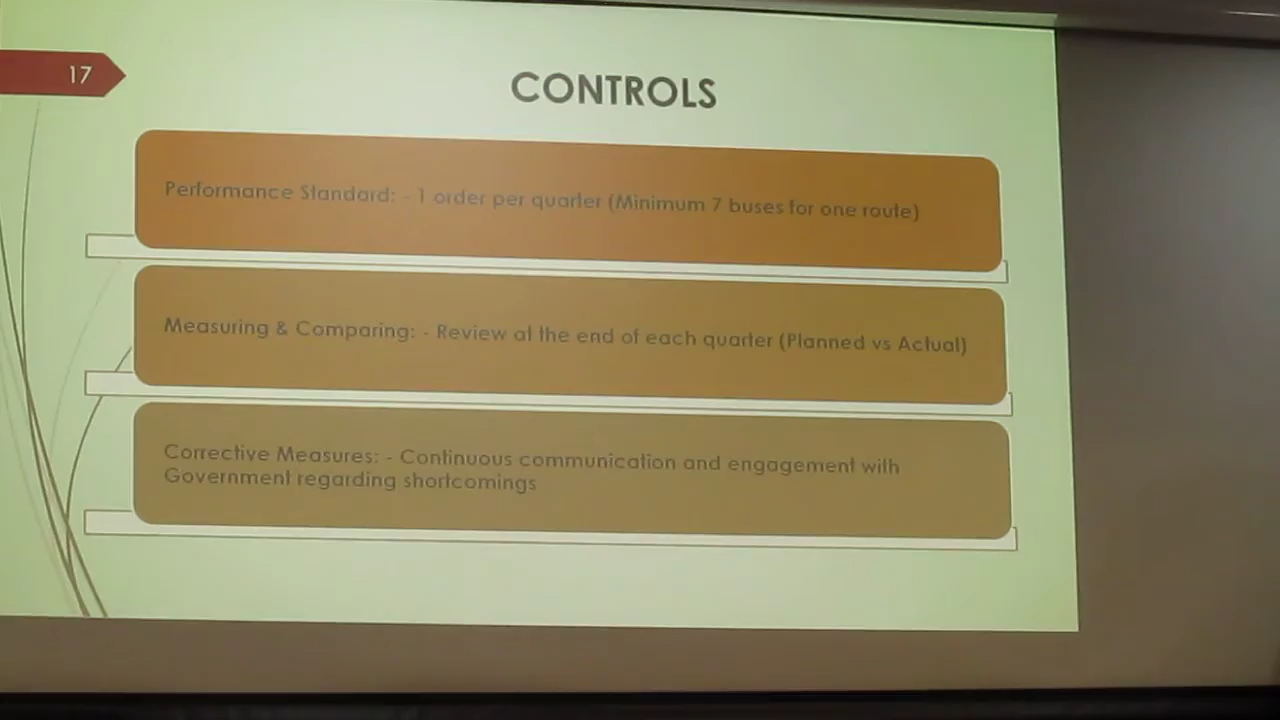 17
CONTROLS
Performance Standard: - 1 order per quarter (Minimum 7 buses for one route)
Measuring & Comparing: - Review at the end of each quarter (Planned vs Actual)
Corrective Measures: - Continuous communication and engagement with
Government regarding shortcomings